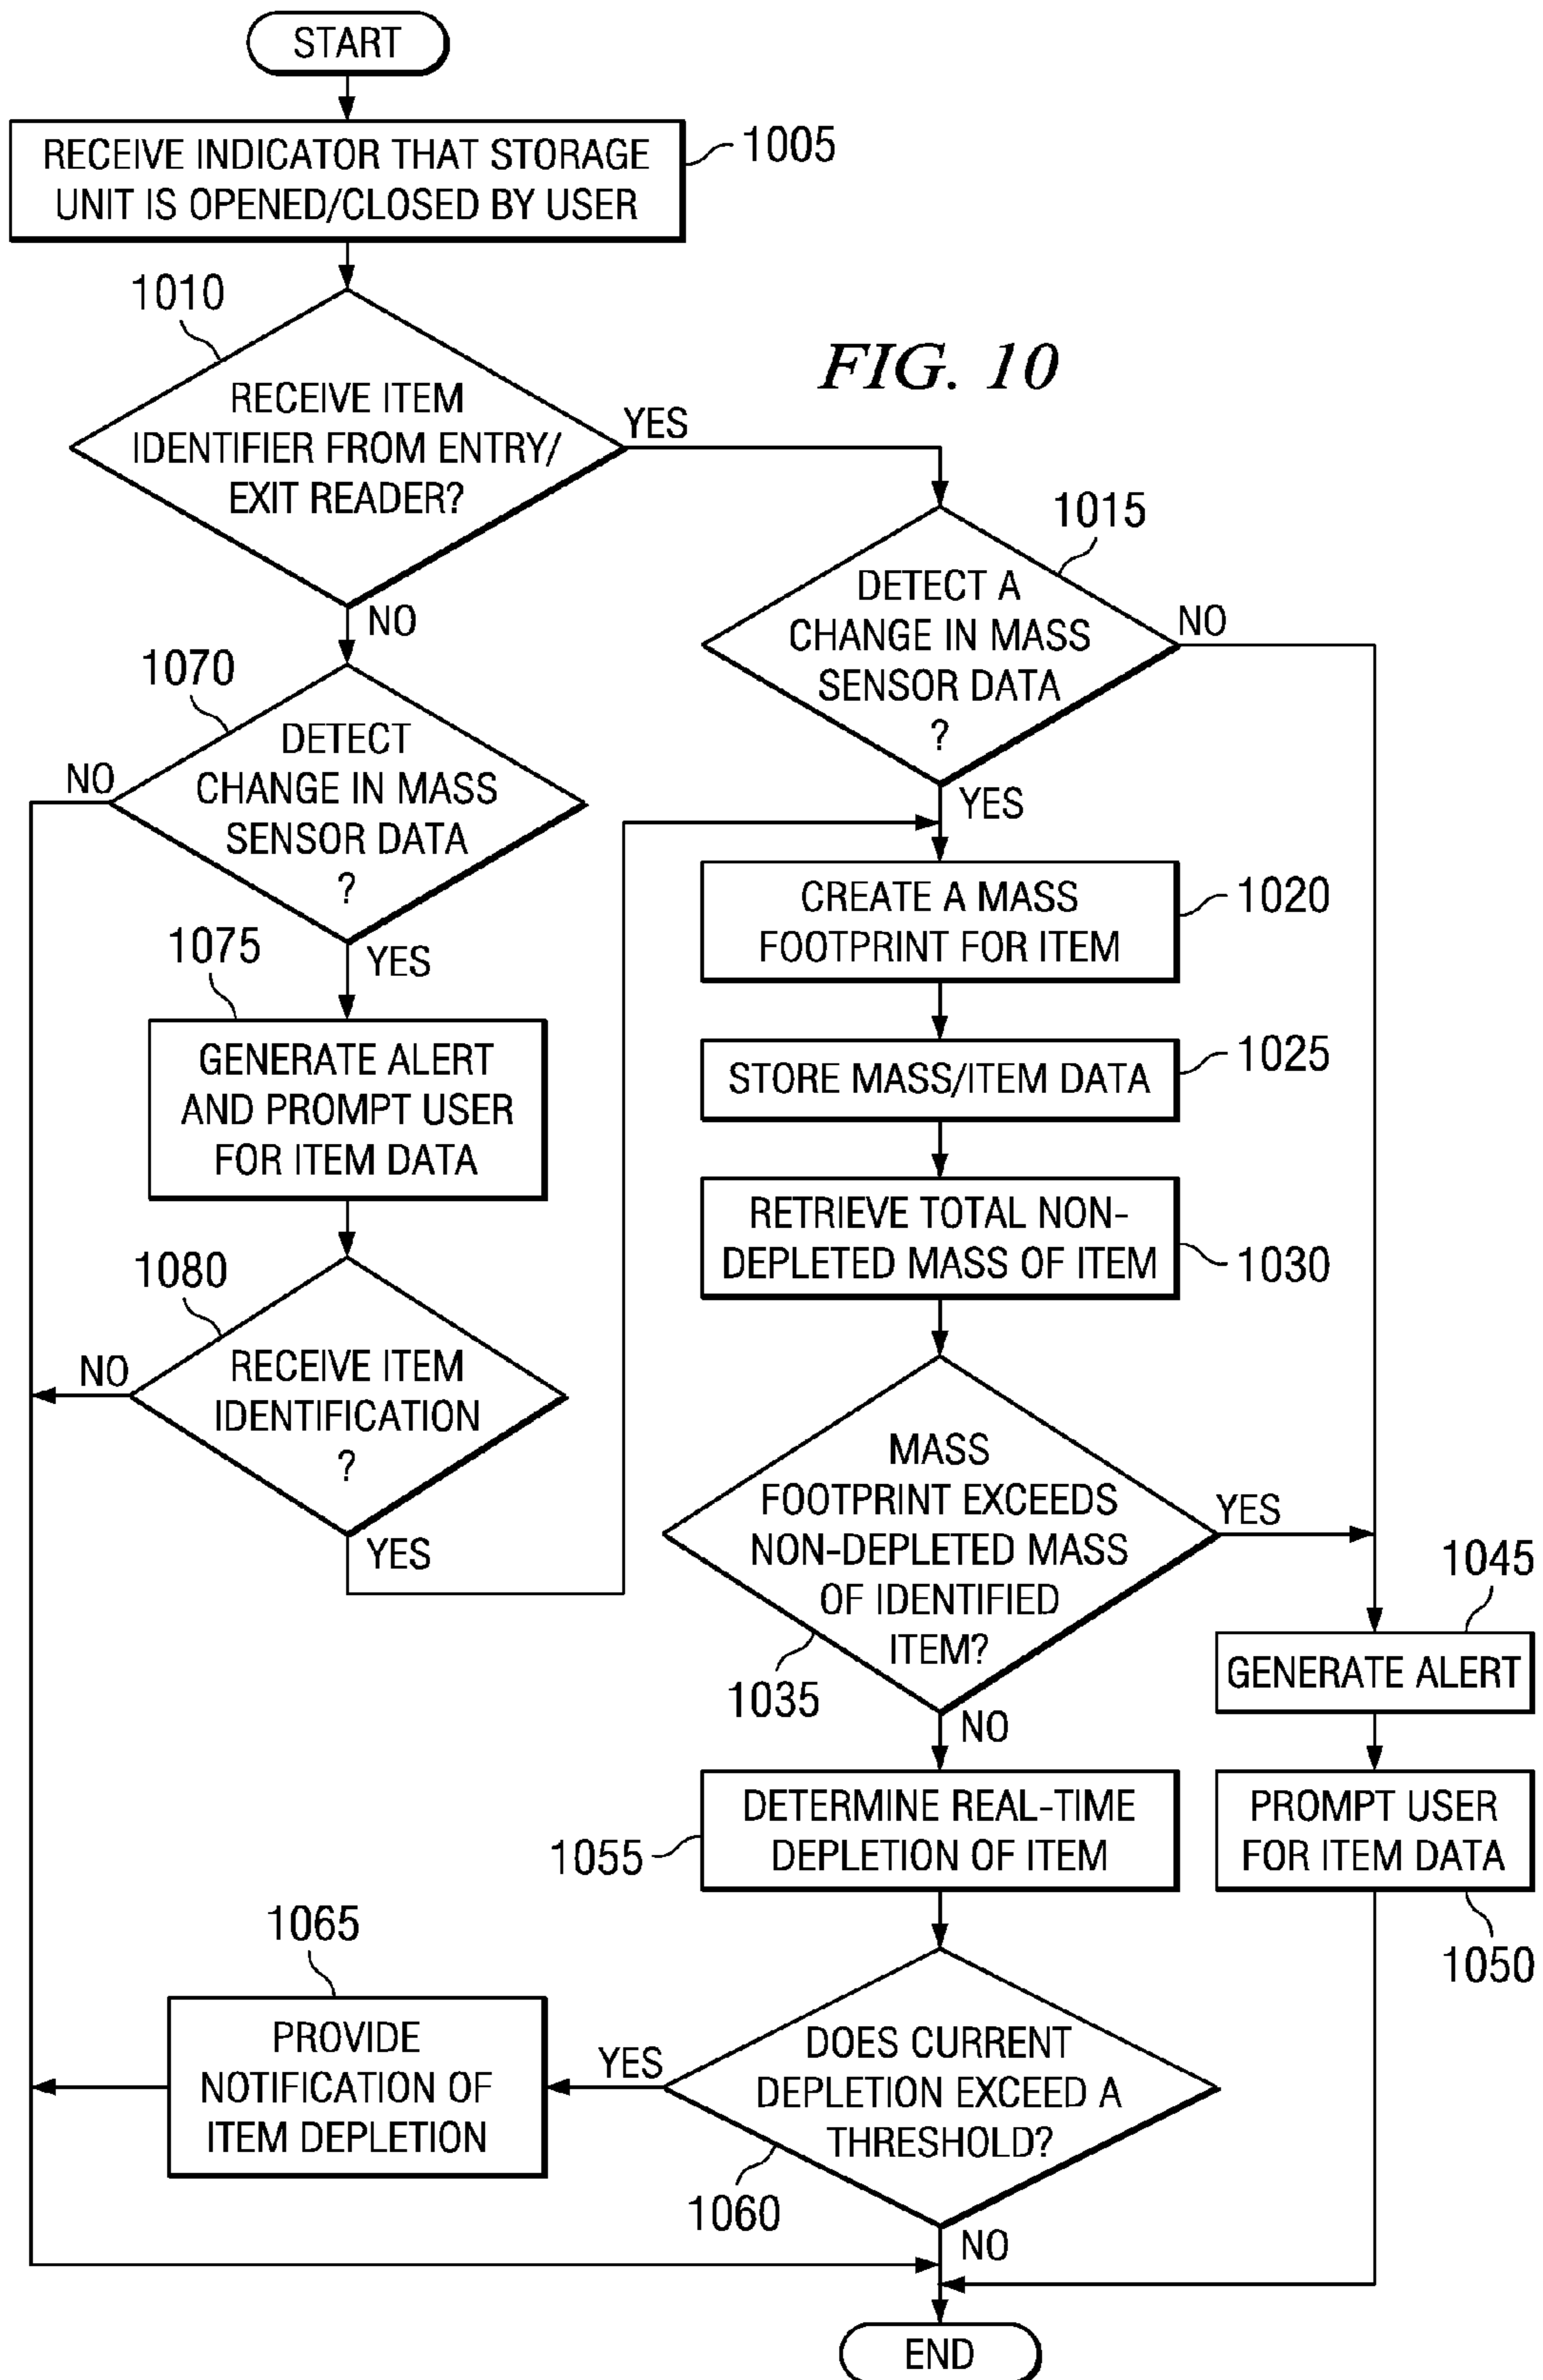 START
RECEIVE INDICATOR THAT STORAGE
UNIT IS OPENED/CLOSED BY USER
1005
1010
RECEIVE ITEM
IDENTIFIER FROM ENTRY/
EXIT READER?
YES
NO
FIG. 10
1015
DETECT A
CHANGE IN MASS
SENSOR DATA
?
NO
YES
1070
DETECT
CHANGE IN MASS
SENSOR DATA
?
NO
YES
1075
GENERATE ALERT
AND PROMPT USER
FOR ITEM DATA
1080
RECEIVE ITEM
IDENTIFICATION
?
NO
YES
CREATE A MASS
FOOTPRINT FOR ITEM
1020
STORE MASS/ITEM DATA
1025
RETRIEVE TOTAL NON-
DEPLETED MASS OF ITEM
1030
MASS
FOOTPRINT EXCEEDS
NON-DEPLETED MASS
OF IDENTIFIED
ITEM?
1035
YES
NO
1045
GENERATE ALERT
PROMPT USER
FOR ITEM DATA
1050
DETERMINE REAL-TIME
DEPLETION OF ITEM
1055
DOES CURRENT
DEPLETION EXCEED A
THRESHOLD?
1060
YES
NO
1065
PROVIDE
NOTIFICATION OF
ITEM DEPLETION
END